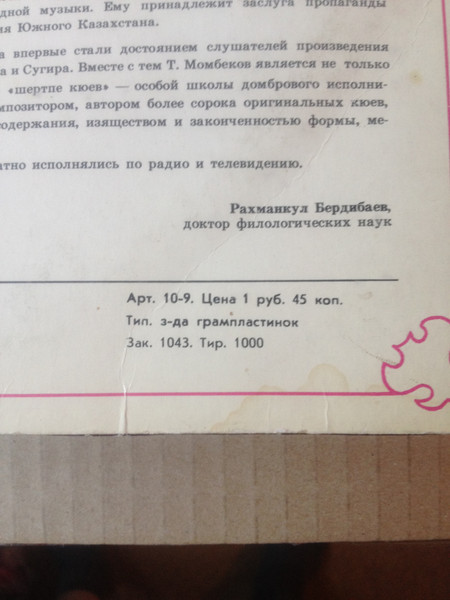 дной музыки. Ему принадлежит заслуга пропаганды
ия Южного Казахстана.
а впервые стали достоянием слушателей произведения
а и Сугира. Вместе с тем Т. Момбеков является не только
«шертпе кюев» — особой школы домбрового исполни-
мпозитором, автором более сорока оригинальных кюев,
одержания, изяществом и законченностью формы, ме-
атно исполнялись по радио и телевидению.
Рахманкул Бердибаев,
доктор филологических наук
Арт. 10-9. Цена 1 руб. 45 коп.
Тип. з-да грампластинок
Зак. 1043. Тир. 1000